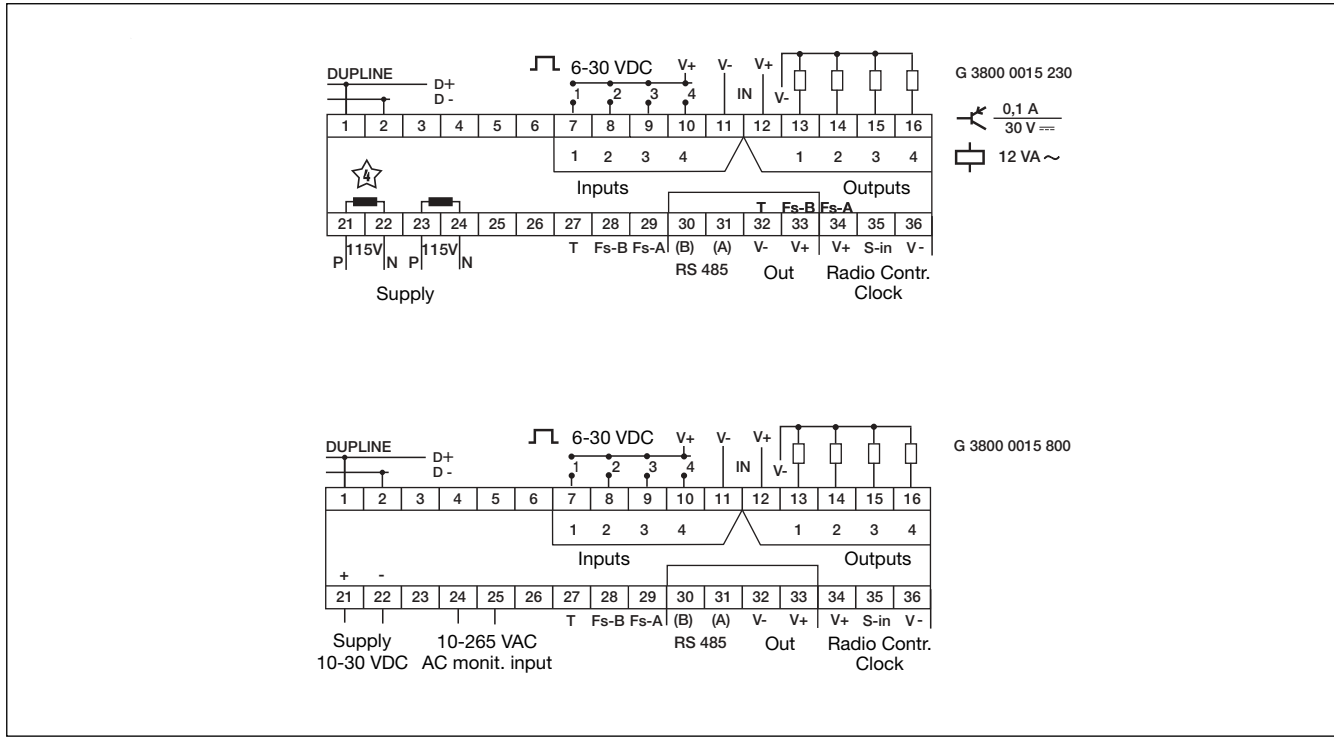 6-30 VDC V+ V- V+ G 3800 0015 230
DUPLINE D+ 1 2 3 4 IN V-
D - 0,1 A
30 V
1 2 3 4 5 6 7 8 9 10 11 12 13 14 15 16
12 VA
1 2 3 4 1 2 3 4
4
Inputs Outputs
T Fs-B Fs-A
21 22 23 24 25 26 27 28 29 30 31 32 33 34 35 36
115V 115V T Fs-B Fs-A (B) (A) V- V+ V+ S-in V -
P N P N RS 485 Out Radio Contr.
Supply Clock
6-30 VDC V+ V- V+ G 3800 0015 800
DUPLINE D+ 1 2 3 4 IN V-
D -
1 2 3 4 5 6 7 8 9 10 11 12 13 14 15 16
1 2 3 4 1 2 3 4
Inputs Outputs
+ -
21 22 23 24 25 26 27 28 29 30 31 32 33 34 35 36
T Fs-B Fs-A (B) (A) V- V+ V+ S-in V -
Supply 10-265 VAC RS 485 Out Radio Contr.
10-30 VDC AC monit. input Clock